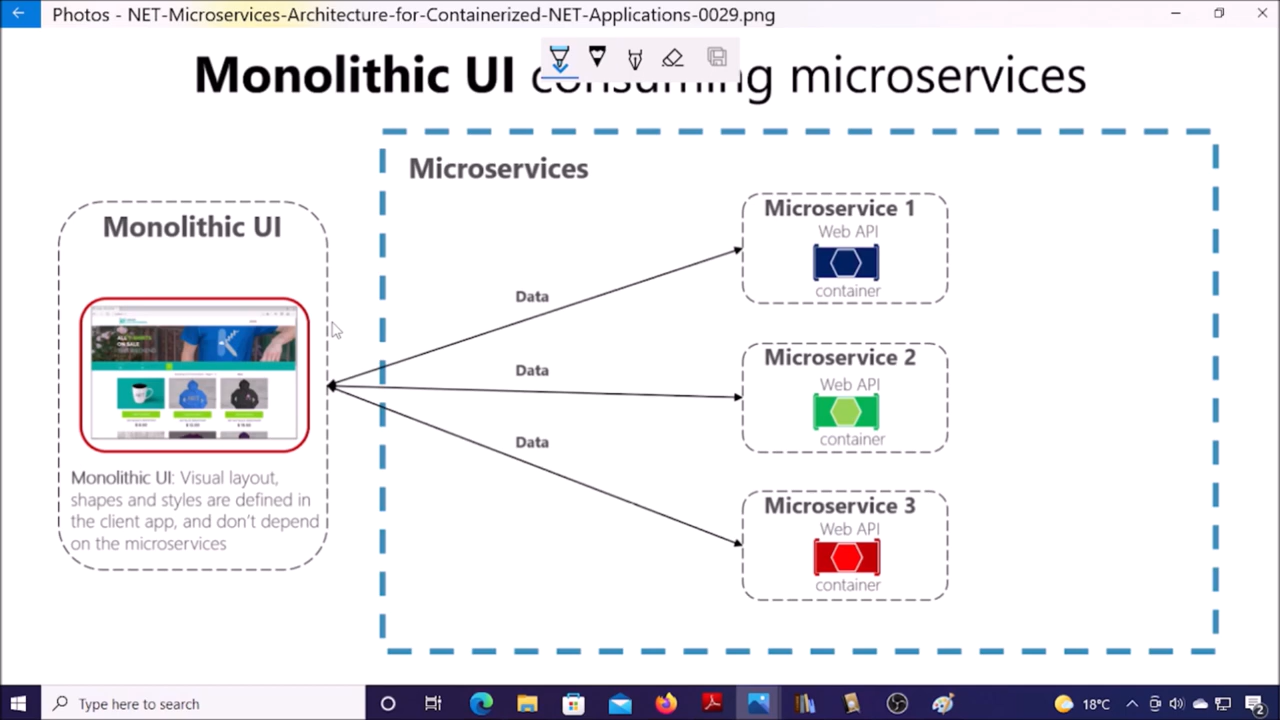 Photos - NET-Microservices-Architecture-for-Containerized-NET-Applications-0029.png
Monolithic UI consuming microservices
Microservices
Monolithic UI
Microservice 1
Web API
container
Data
Data
Microservice 2
Web API
container
Data
Monolithic UI: Visual layout,
shapes and styles are defined in
the client app, and don't depend
on the microservices
Microservice 3
Web API
container
Type here to search
18°C
2